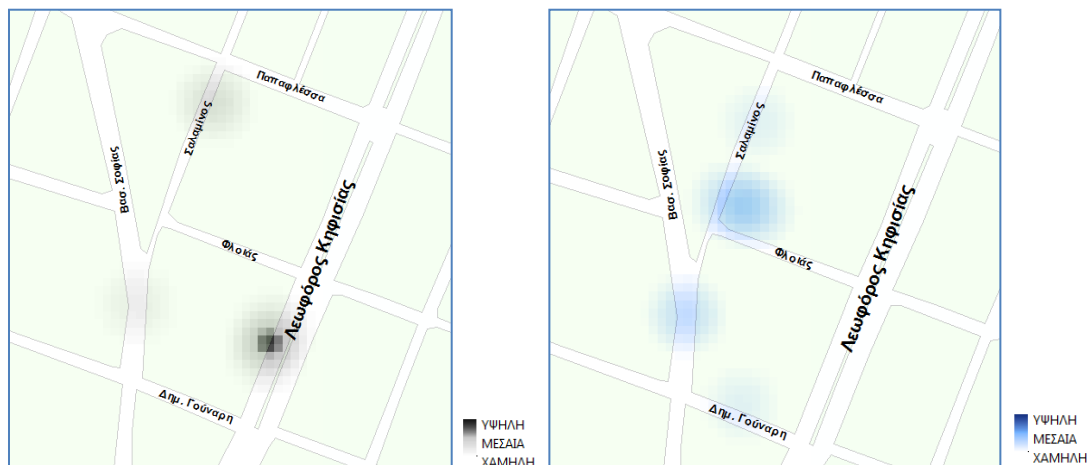 Παπαφλέσσα
Σαλαμίνος
Βασ. Σοφίας
Φλοιάς
Λεωφόρος Κηφισίας
Δημ. Γούναρη
ΥΨΗΛΗ
ΜΕΣΑΙΑ
ΧΑΜΗΛΗ
Παπαφλέσσα
Σαλαμίνος
Βασ. Σοφίας
Φλοιάς
Λεωφόρος Κηφισίας
Δημ. Γούναρη
ΥΨΗΛΗ
ΜΕΣΑΙΑ
ΧΑΜΗΛΗ